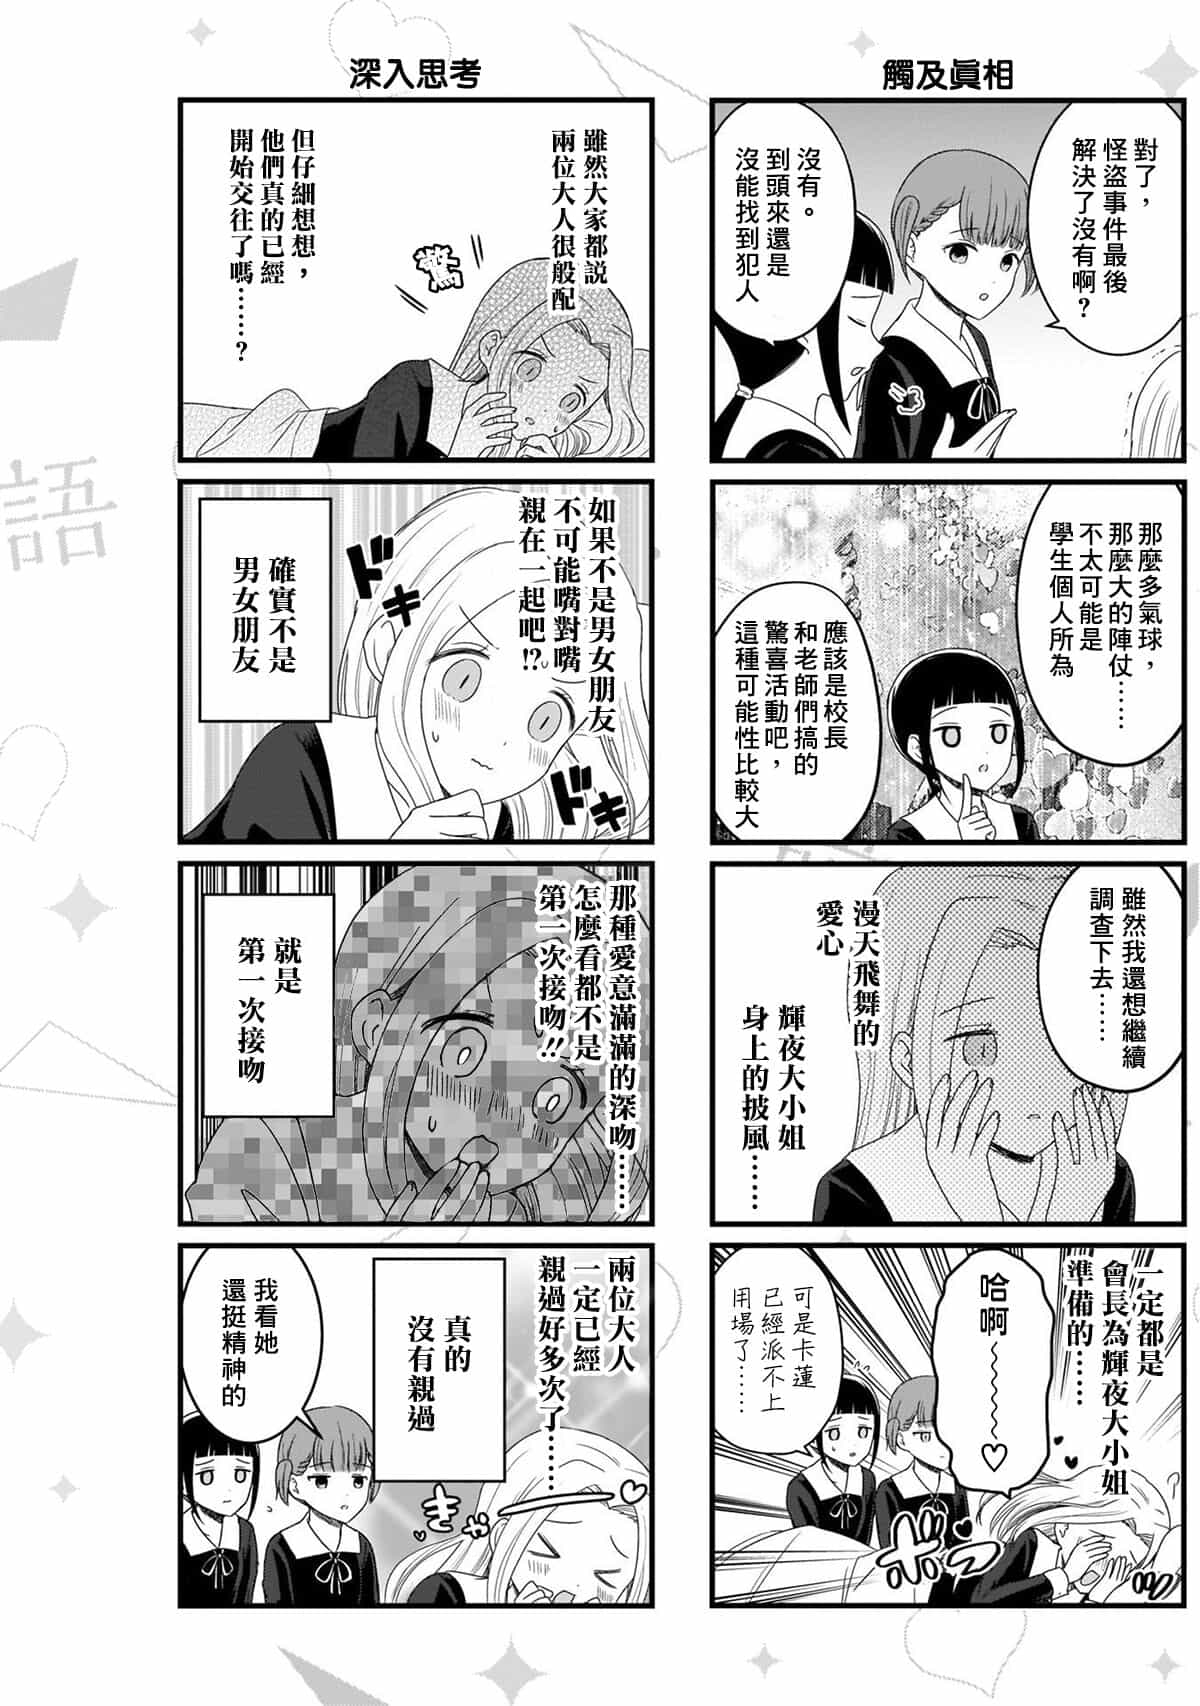 觸及眞相
對了，
怪盜事件最後
解決了沒有啊?
沒有。
到頭來還是
沒能找到犯人
那麼多氣球，
那麼大的陣仗……
不太可能是
學生個人所為
應該是校長
和老師們搞的
驚喜活動吧，
這種可能性比較大
雖然我還想繼續
調查下去……
漫天飛舞的
愛心
輝夜大小姐
身上的披風……
一定都是
會長為輝夜大小姐
準備的……
哈啊~♡
可是卡蓮
已經派不上
用場了……
ポッ
深入思考
雖然大家都説
兩位大人很般配
但仔細想想，
他們真的已經
開始交往了嗎……?
驚
如果不是男女朋友
不可能嘴對嘴
親在一起吧!?
確實不是
男女朋友
ドキ
ドキ
那種愛意滿滿的深吻……
怎麼看都不是
第一次接吻!!
就是
第一次接吻
兩位大人
一定已經
親過好多次了……
真的
沒有親過
我看她
還挺精神的
語